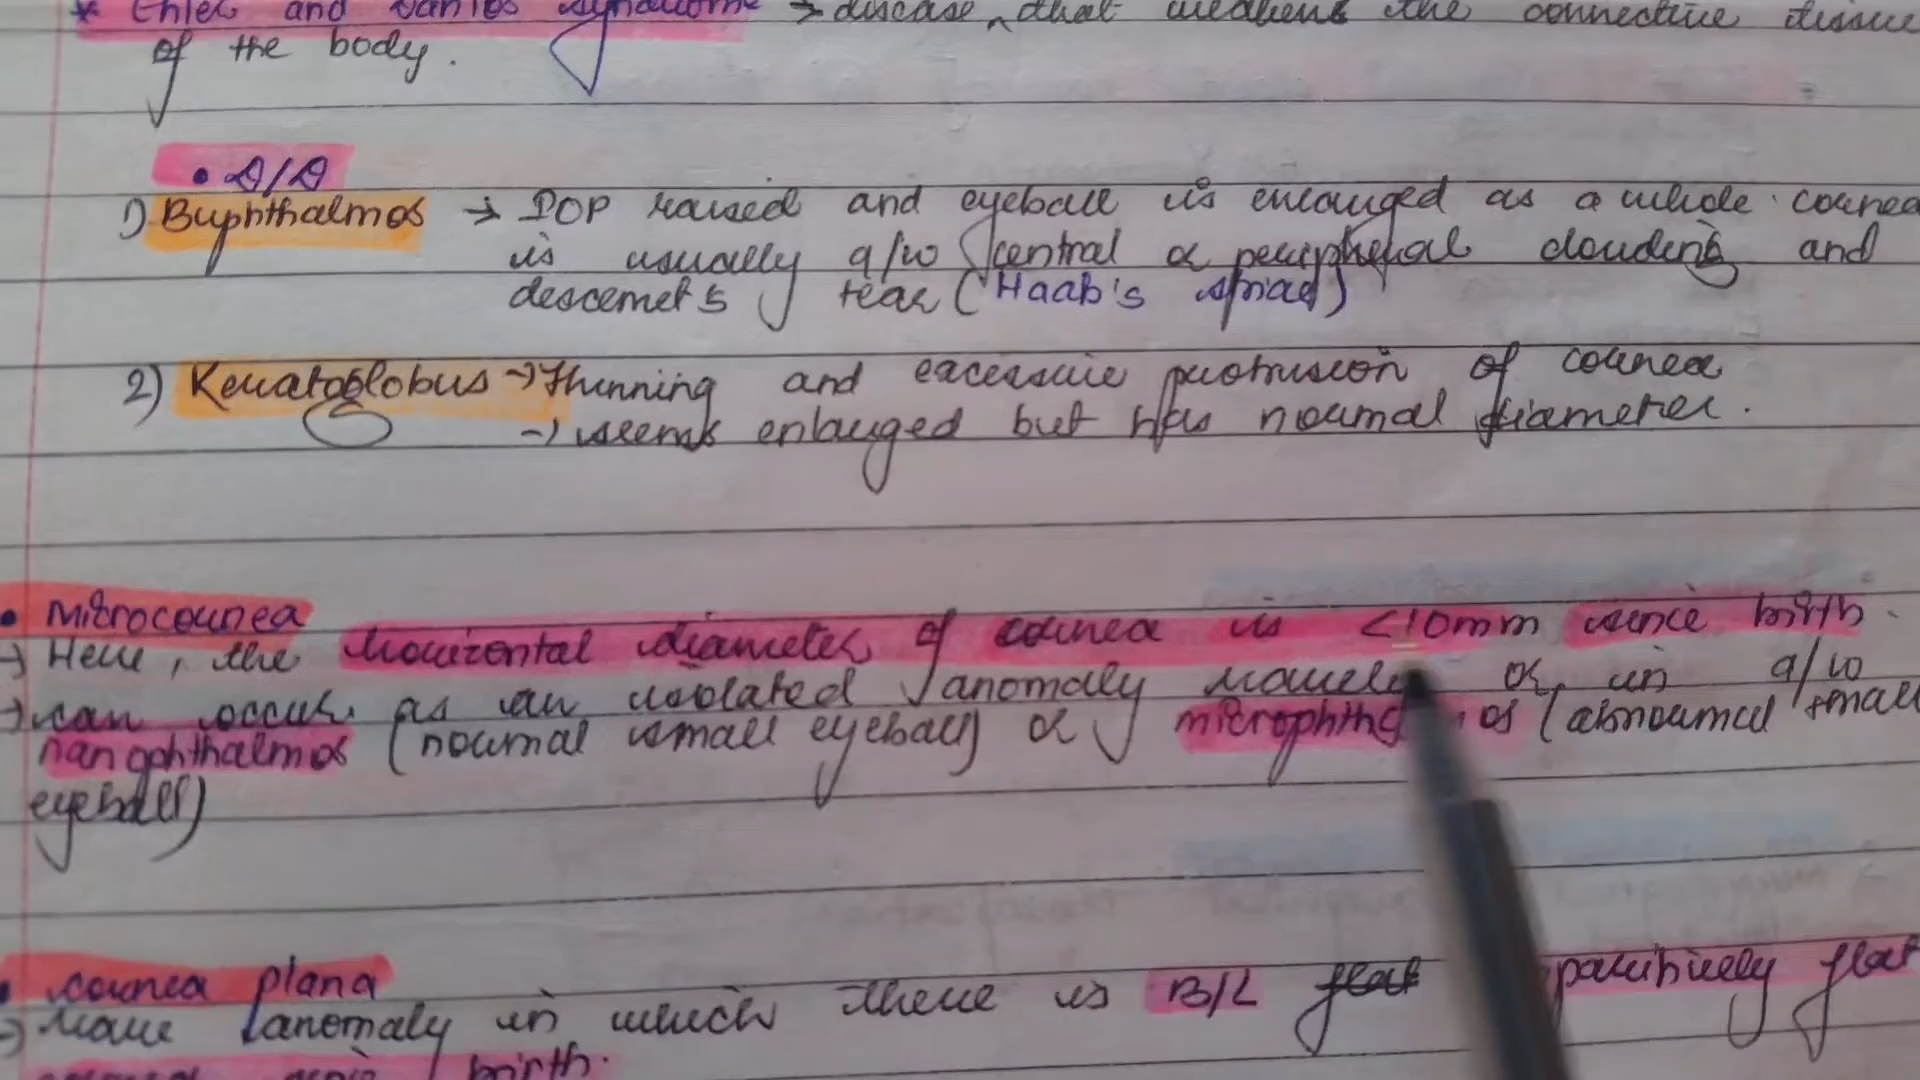 * Ehler and Danlos syndrome → disease that weakens the connective tissue
of the body.
• D/D
1) Buphthalmos → IOP raised and eyeball is enlarged as a whole. cornea
is usually a/w central or peripheral clouding and
descemets tear (Haab's striae)
2) Keratoglobus → thinning and excessive protrusion of cornea
→ seems enlarged but has normal diameter.
• Microcornea
→ Here, the horizontal diameter of cornea is <10mm since birth.
→ can occur as an isolated anomaly rarely or in a/w
nanophthalmos (normal small eyeball) or microphthalmos (abnormal small
eyeball)
• cornea plana
→ rare anomaly in which there is B/L flat
birth.